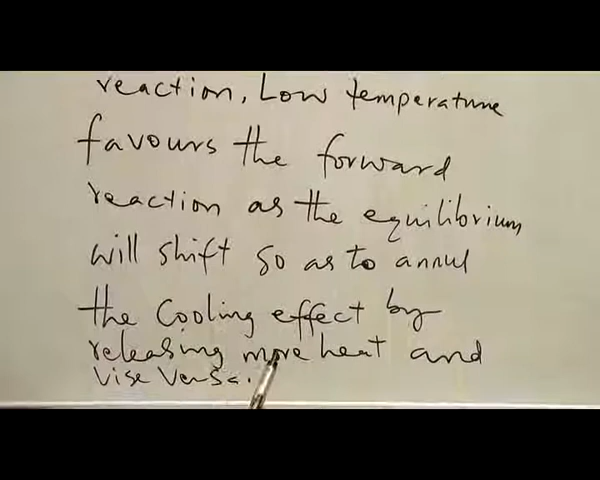 reaction, Low temperature
favours the forward
reaction as the equilibrium
will shift so as to annul
the cooling effect by
releasing more heat and
vise versa.